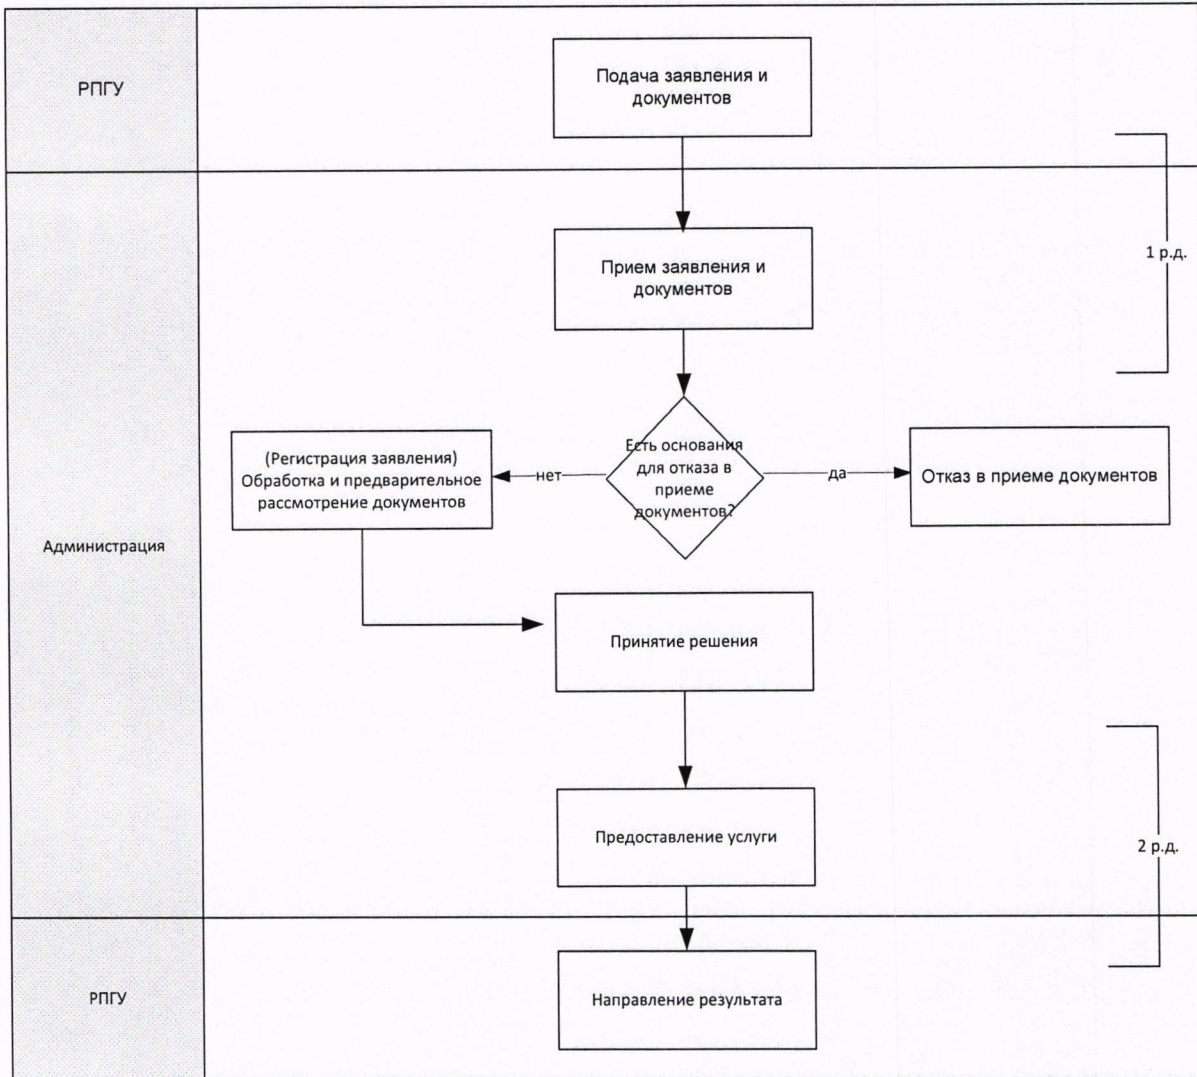 РПГУ
Подача заявления и
документов
1 р.д.
Прием заявления и
документов
Администрация
(Регистрация заявления)
Обработка и предварительное
рассмотрение документов
нет
Есть основания
для отказа в
приеме
документов?
да
Отказ в приеме документов
Принятие решения
Предоставление услуги
2 р.д.
РПГУ
Направление результата